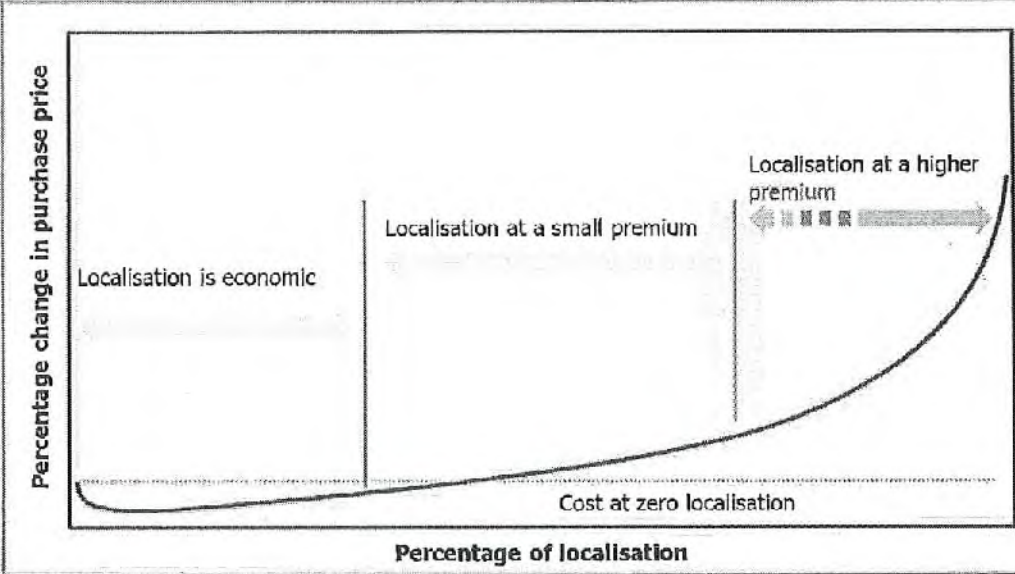 Percentage change in purchase price
Localisation at a higher
premium
Localisation at a small premium
Localisation is economic
Cost at zero localisation
Percentage of localisation